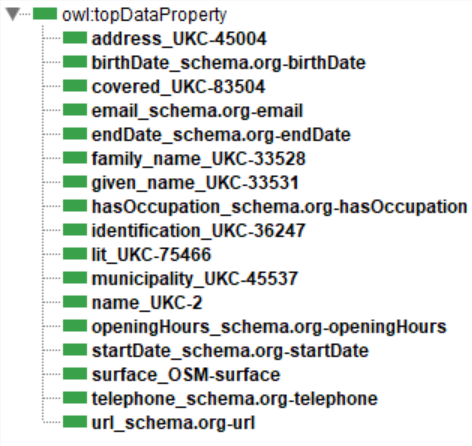 owl:topDataProperty
address_UKC-45004
birthDate_schema.org-birthDate
covered_UKC-83504
email_schema.org-email
endDate_schema.org-endDate
family_name_UKC-33528
given_name_UKC-33531
hasOccupation_schema.org-hasOccupation
identification_UKC-36247
lit_UKC-75466
municipality_UKC-45537
name_UKC-2
openingHours_schema.org-openingHours
startDate_schema.org-startDate
surface_OSM-surface
telephone_schema.org-telephone
url_schema.org-url